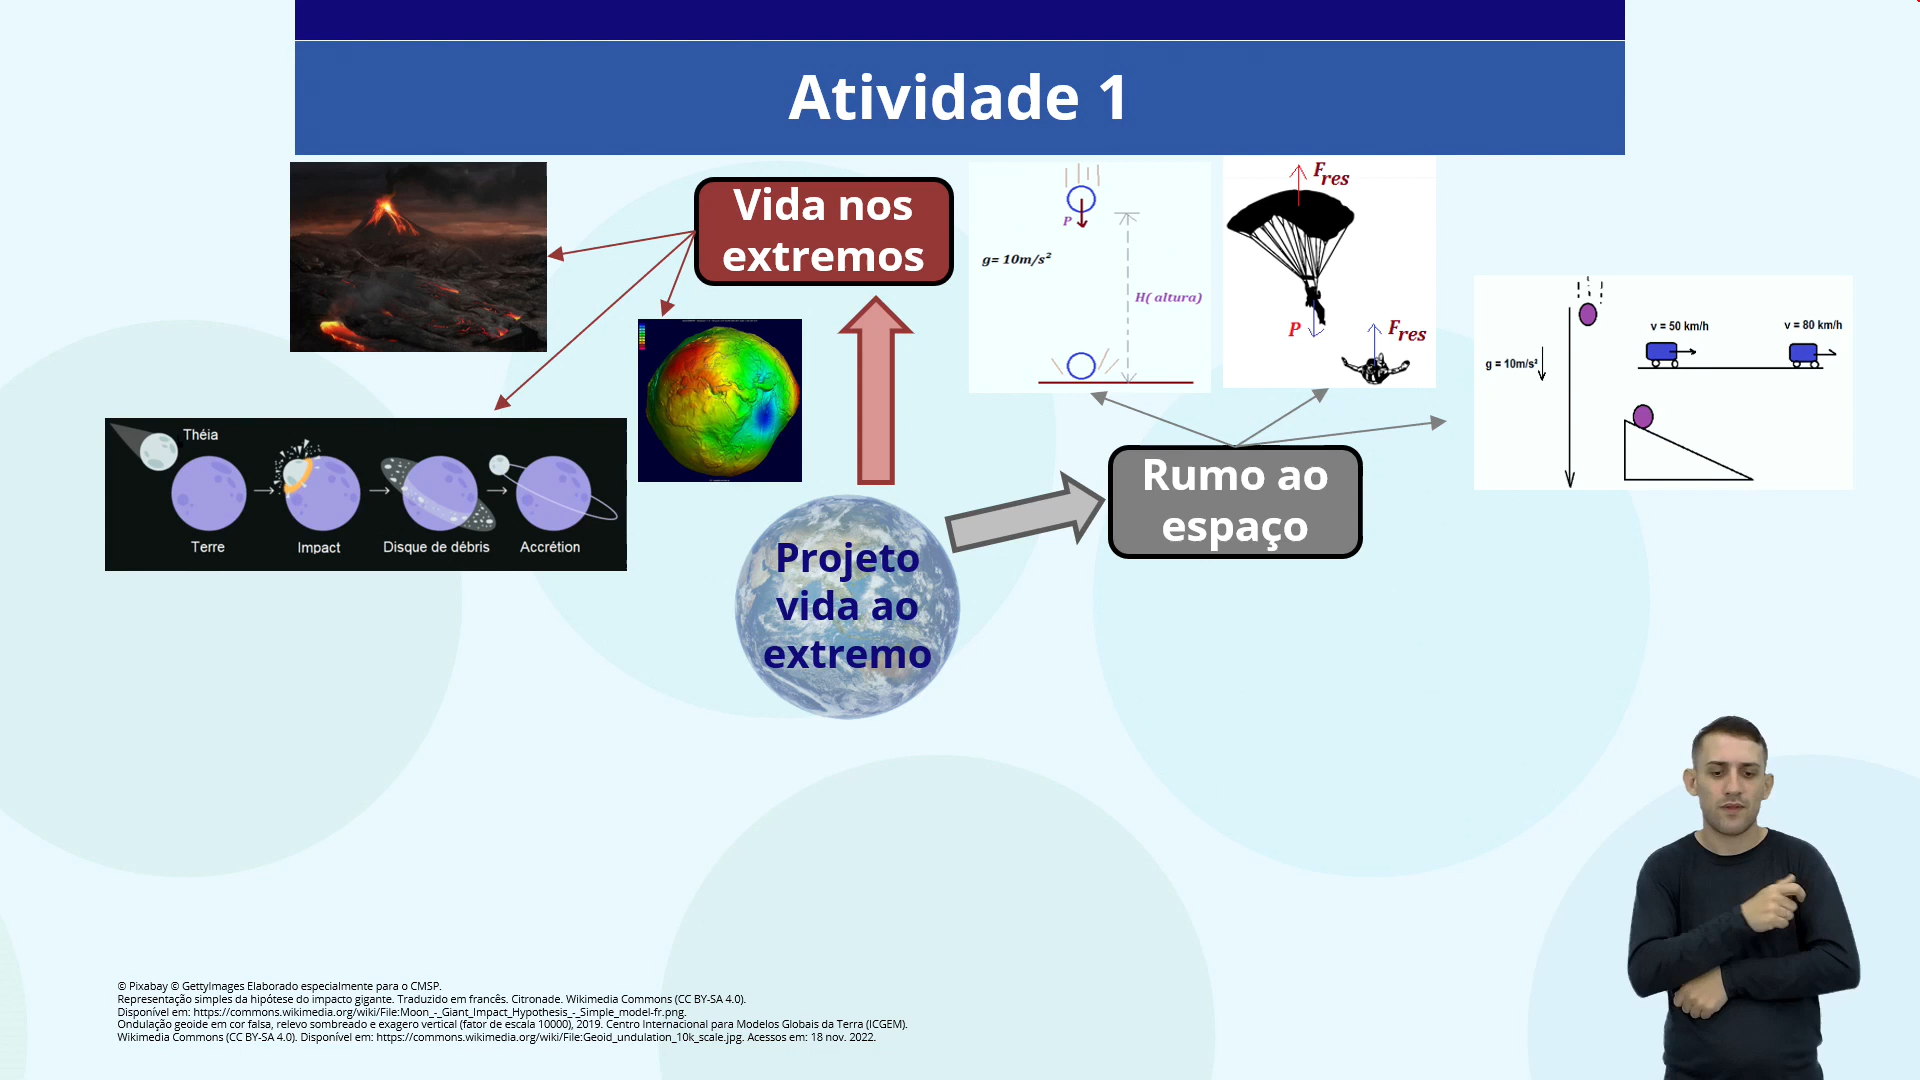 Atividade 1
Vida nos
extremos
Théia
Terre
Impact
Disque de débris
Accrétion
Projeto
vida ao
extremo
Rumo ao
espaço
P
g= 10m/s²
H( altura)
Fres
P
Fres
g = 10m/s²
v = 50 km/h
v = 80 km/h
© Pixabay © GettyImages Elaborado especialmente para o CMSP.
Representação simples da hipótese do impacto gigante. Traduzido em francês. Citronade. Wikimedia Commons (CC BY-SA 4.0).
Disponível em: https://commons.wikimedia.org/wiki/File:Moon_-_Giant_Impact_Hypothesis_-_Simple_model-fr.png.
Ondulação geoide em cor falsa, relevo sombreado e exagero vertical (fator de escala 10000), 2019. Centro Internacional para Modelos Globais da Terra (ICGEM).
Wikimedia Commons (CC BY-SA 4.0). Disponível em: https://commons.wikimedia.org/wiki/File:Geoid_undulation_10k_scale.jpg. Acessos em: 18 nov. 2022.